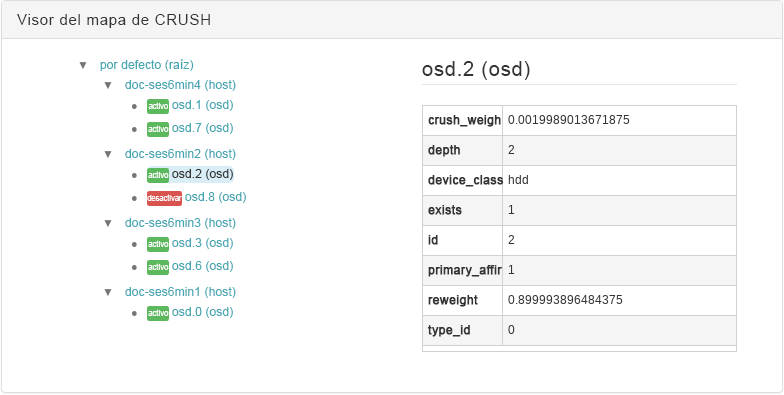 Visor del mapa de CRUSH
por defecto (raíz)
doc-ses6min4 (host)
activo osd.1 (osd)
activo osd.7 (osd)
doc-ses6min2 (host)
activo osd.2 (osd)
desactivar osd.8 (osd)
doc-ses6min3 (host)
activo osd.3 (osd)
activo osd.6 (osd)
doc-ses6min1 (host)
activo osd.0 (osd)
osd.2 (osd)
crush_weigh 0.0019989013671875
depth 2
device_class hdd
exists 1
id 2
primary_affir 1
reweight 0.899993896484375
type_id 0